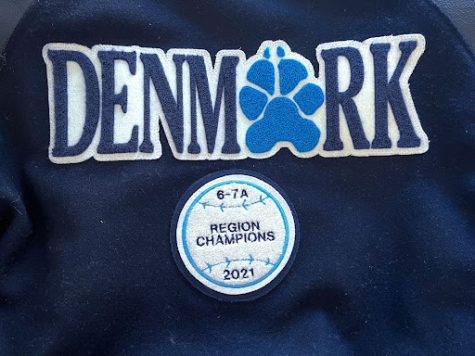 DENMARK
6-7A
REGION
CHAMPIONS
2021